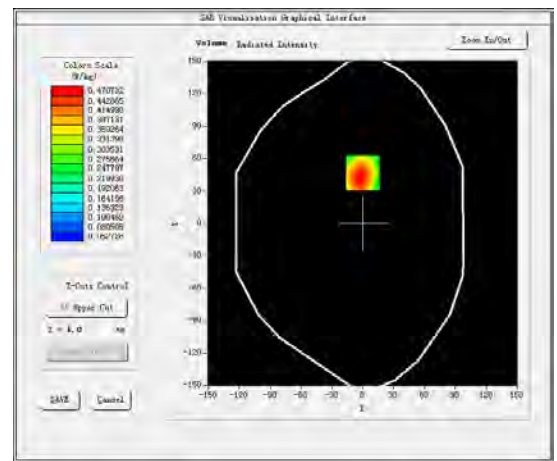 SAR Visualisation Graphical Interface
Volume Radiated Intensity
Zoom In/Out
Colors Scale
(W/kg)
0.470732
0.442865
0.414998
0.387131
0.359264
0.331398
0.303531
0.275664
0.247797
0.219930
0.192063
0.164196
0.136329
0.108462
0.080595
0.052728
150
120
90
60
30
0
-30
-60
-90
-120
-150
-150 -120 -90 -60 -30 0 30 60 90 120 150
X
Z-Cuts Control
Upper Cut
Z = 4.0 mm
SAVE
Cancel